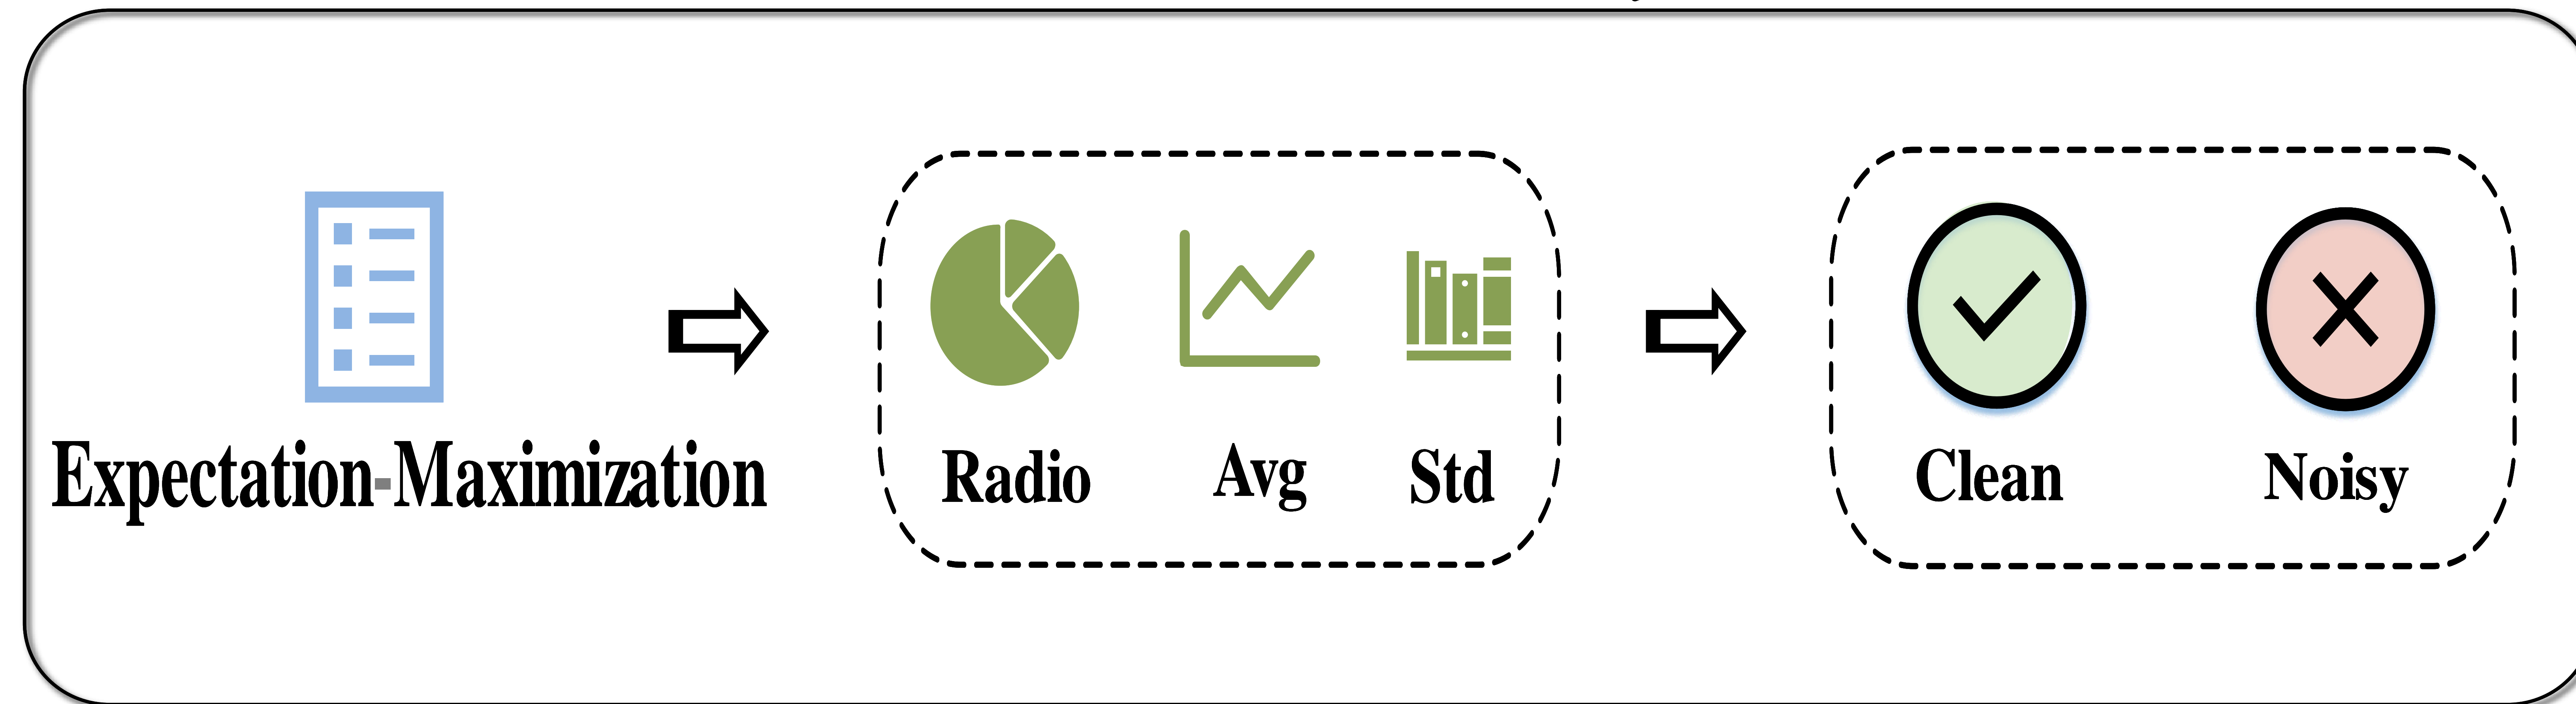 Expectation-Maximization
Radio
Avg
Std
Clean
Noisy